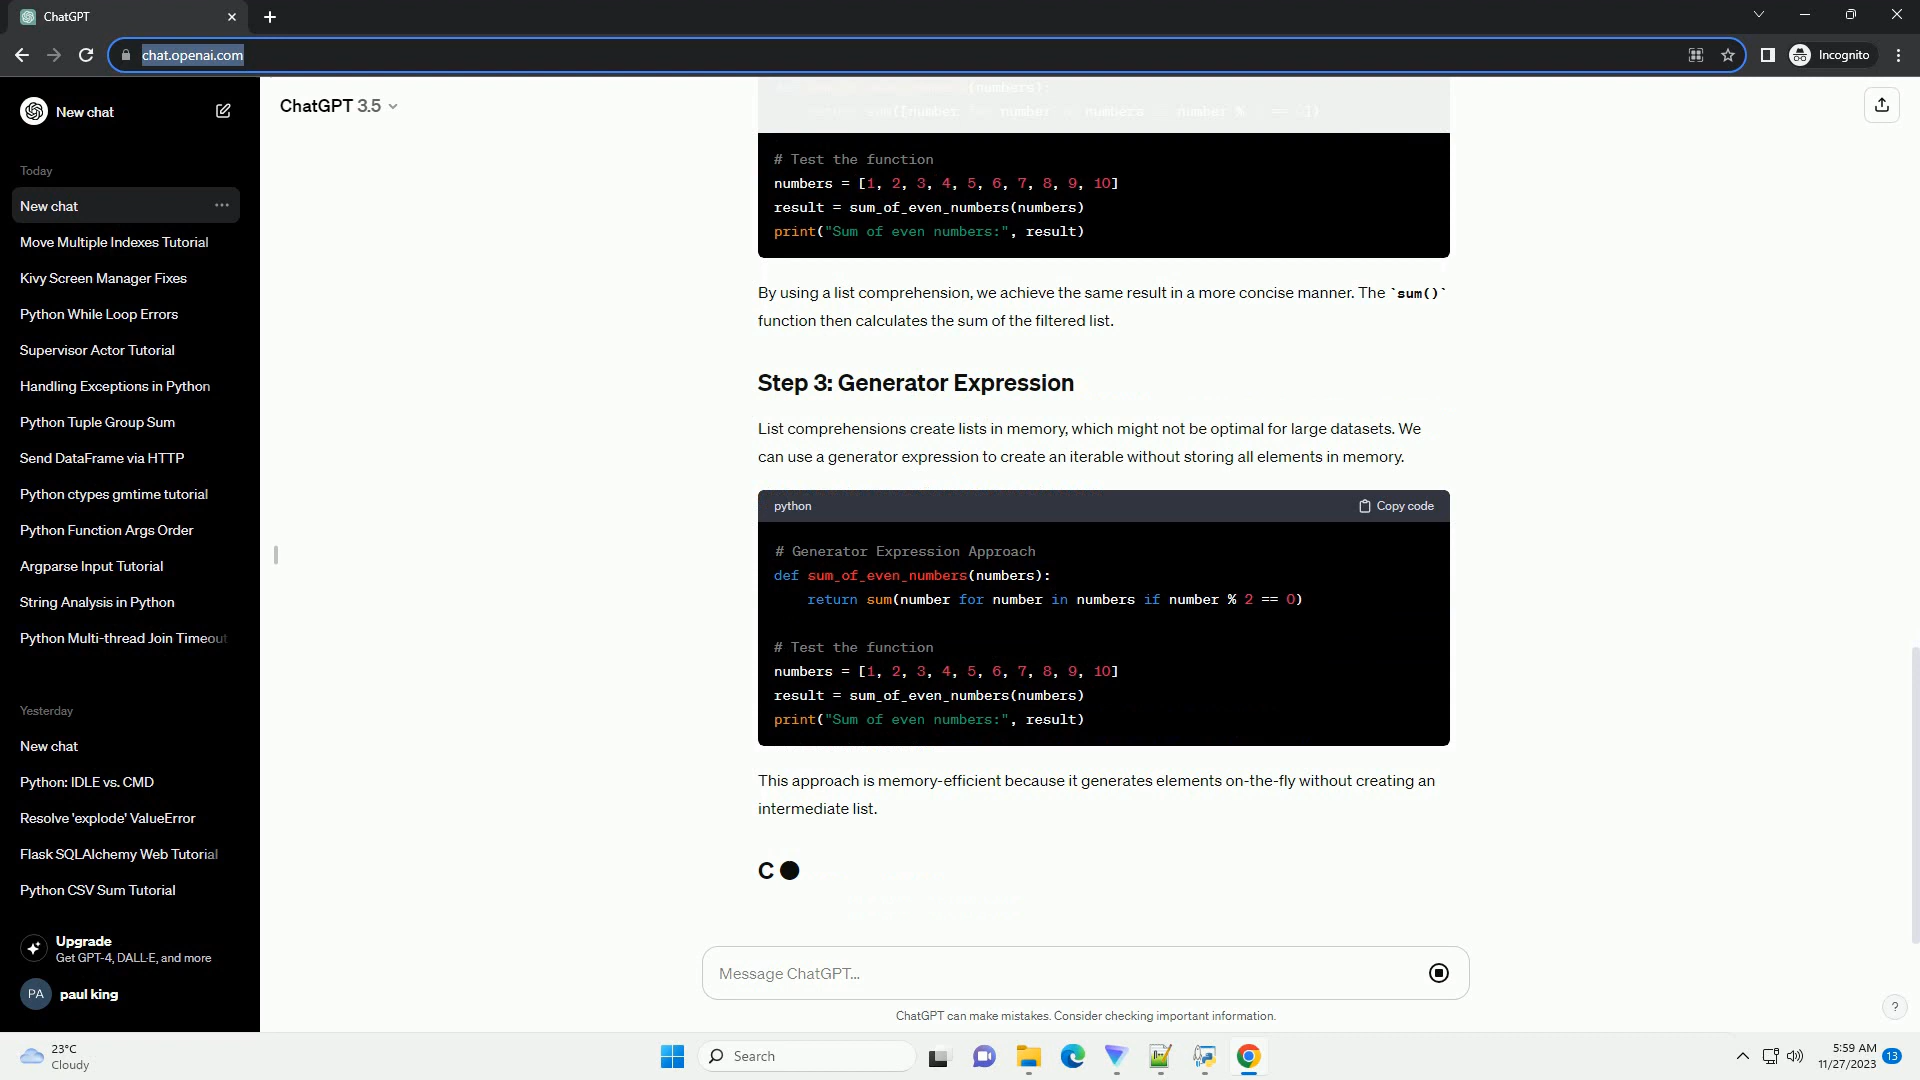 ChatGPT
chat.openai.com
Incognito
New chat
Today
New chat
Move Multiple Indexes Tutorial
Kivy Screen Manager Fixes
Python While Loop Errors
Supervisor Actor Tutorial
Handling Exceptions in Python
Python Tuple Group Sum
Send DataFrame via HTTP
Python ctypes gmtime tutorial
Python Function Args Order
Argparse Input Tutorial
String Analysis in Python
Python Multi-thread Join Timeout
Yesterday
New chat
Python: IDLE vs. CMD
Resolve 'explode' ValueError
Flask SQLAlchemy Web Tutorial
Python CSV Sum Tutorial
Upgrade
Get GPT-4, DALL·E, and more
PA paul king
ChatGPT 3.5
(numbers):
number for number numbers number % == ])
# Test the function
numbers = [1, 2, 3, 4, 5, 6, 7, 8, 9, 10]
result = sum_of_even_numbers(numbers)
print("Sum of even numbers:", result)
By using a list comprehension, we achieve the same result in a more concise manner. The `sum()`
function then calculates the sum of the filtered list.
Step 3: Generator Expression
List comprehensions create lists in memory, which might not be optimal for large datasets. We
can use a generator expression to create an iterable without storing all elements in memory.
python Copy code
# Generator Expression Approach
def sum_of_even_numbers(numbers):
return sum(number for number in numbers if number % 2 == 0)
# Test the function
numbers = [1, 2, 3, 4, 5, 6, 7, 8, 9, 10]
result = sum_of_even_numbers(numbers)
print("Sum of even numbers:", result)
This approach is memory-efficient because it generates elements on-the-fly without creating an
intermediate list.
C
Message ChatGPT...
ChatGPT can make mistakes. Consider checking important information.
?
23°C
Cloudy
Search
5:59 AM
11/27/2023
13